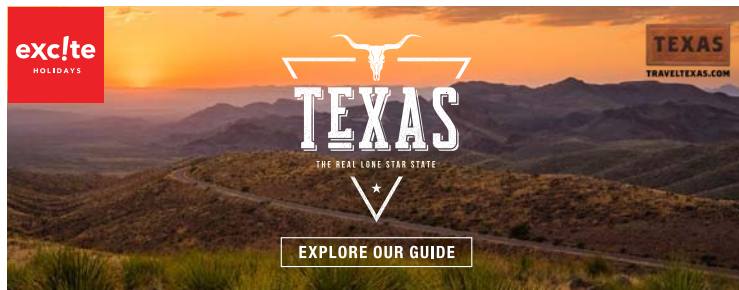 exc!te
HOLIDAYS
TEXAS
TRAVELTEXAS.COM
TEXAS
THE REAL LONE STAR STATE
EXPLORE OUR GUIDE